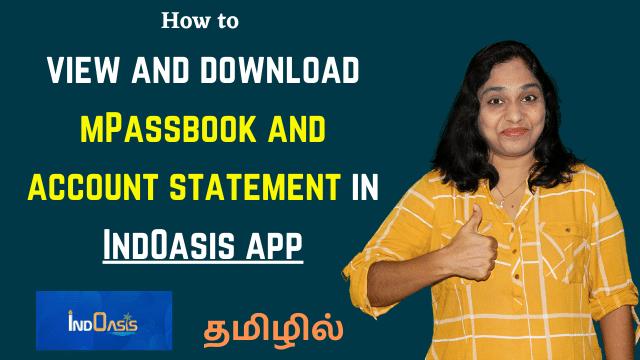 How to
VIEW AND DOWNLOAD
MPASSBOOK AND
ACCOUNT STATEMENT IN
INDOASIS APP
INDOASIS
தமிழில்